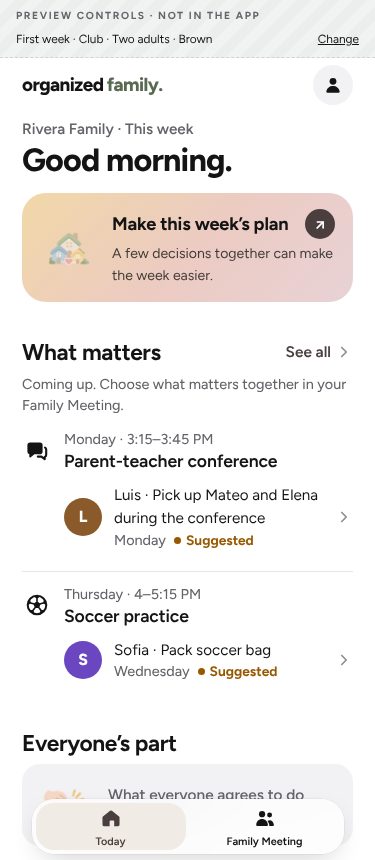 PREVIEW CONTROLS · NOT IN THE APP
First week · Club · Two adults · Brown
Change
organized family.
Rivera Family · This week
Good morning.
Make this week’s plan
A few decisions together can make
the week easier.
What matters
See all
Coming up. Choose what matters together in your
Family Meeting.
Monday · 3:15–3:45 PM
Parent-teacher conference
L
Luis · Pick up Mateo and Elena
during the conference
Monday
Suggested
Thursday · 4–5:15 PM
Soccer practice
S
Sofia · Pack soccer bag
Wednesday
Suggested
Everyone’s part
What everyone agrees to do
Today
Family Meeting